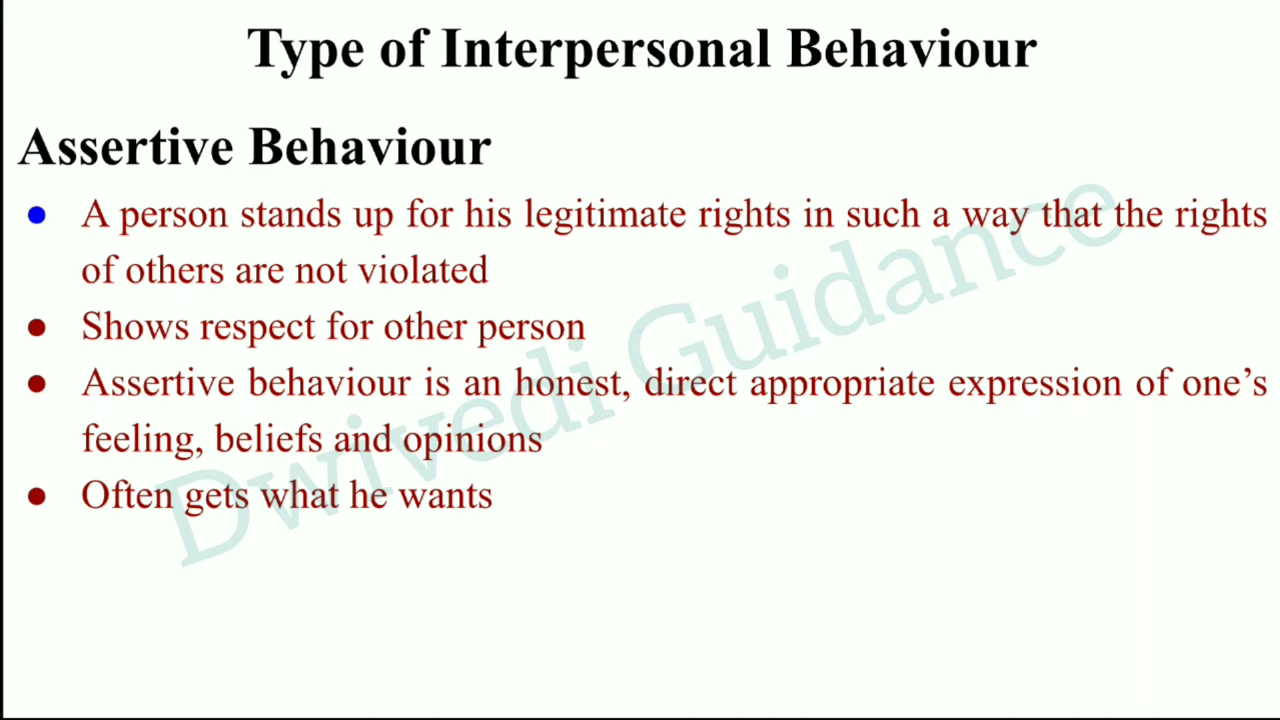 Type of Interpersonal Behaviour
Assertive Behaviour
● A person stands up for his legitimate rights in such a way that the rights
of others are not violated
● Shows respect for other person
● Assertive behaviour is an honest, direct appropriate expression of one’s
feeling, beliefs and opinions
● Often gets what he wants
Dwivedi Guidance